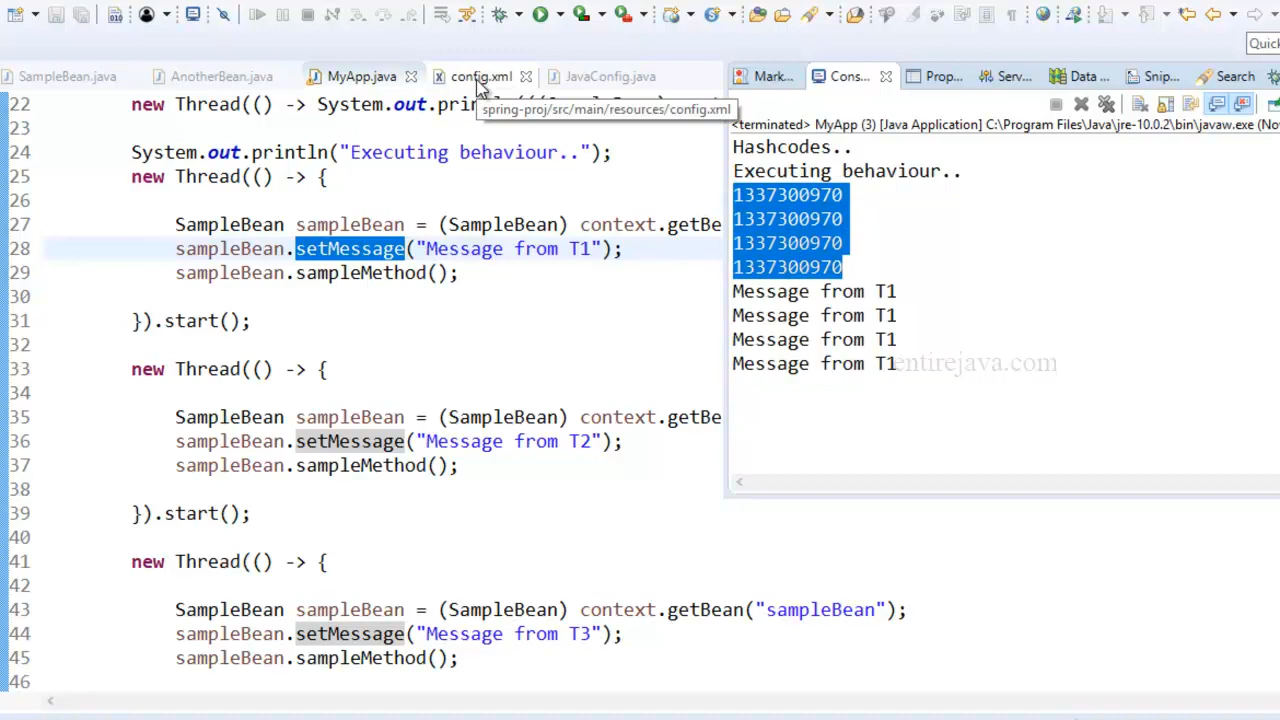 Quick
SampleBean.java
AnotherBean.java
MyApp.java
config.xml
JavaConfig.java
Mark...
Cons...
Prop...
Serv...
Data ...
Snip...
Search
spring-proj/src/main/resources/config.xml
<terminated> MyApp (3) [Java Application] C:\Program Files\Java\jre-10.0.2\bin\javaw.exe (No
22 new Thread(() -> System.out.prin
23
24 System.out.println("Executing behaviour..");
25 new Thread(() -> {
26
27 SampleBean sampleBean = (SampleBean) context.getBe
28 sampleBean.setMessage("Message from T1");
29 sampleBean.sampleMethod();
30
31 }).start();
32
33 new Thread(() -> {
34
35 SampleBean sampleBean = (SampleBean) context.getBe
36 sampleBean.setMessage("Message from T2");
37 sampleBean.sampleMethod();
38
39 }).start();
40
41 new Thread(() -> {
42
43 SampleBean sampleBean = (SampleBean) context.getBean("sampleBean");
44 sampleBean.setMessage("Message from T3");
45 sampleBean.sampleMethod();
46
Hashcodes..
Executing behaviour..
1337300970
1337300970
1337300970
1337300970
Message from T1
Message from T1
Message from T1
Message from T1
entirejava.com